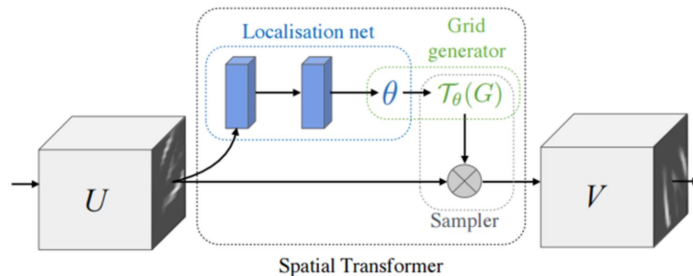 Localisation net
Grid
generator
θ
𝒯θ(G)
U
V
Sampler
Spatial Transformer